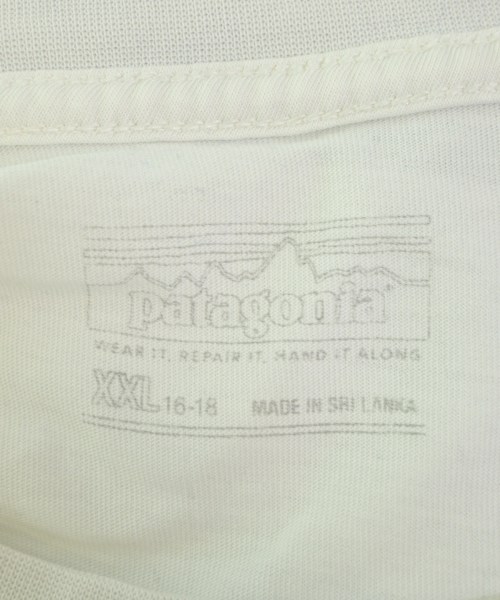 patagonia®
WEAR IT, REPAIR IT, HAND IT ALONG
XXL 16-18 MADE IN SRI LANKA